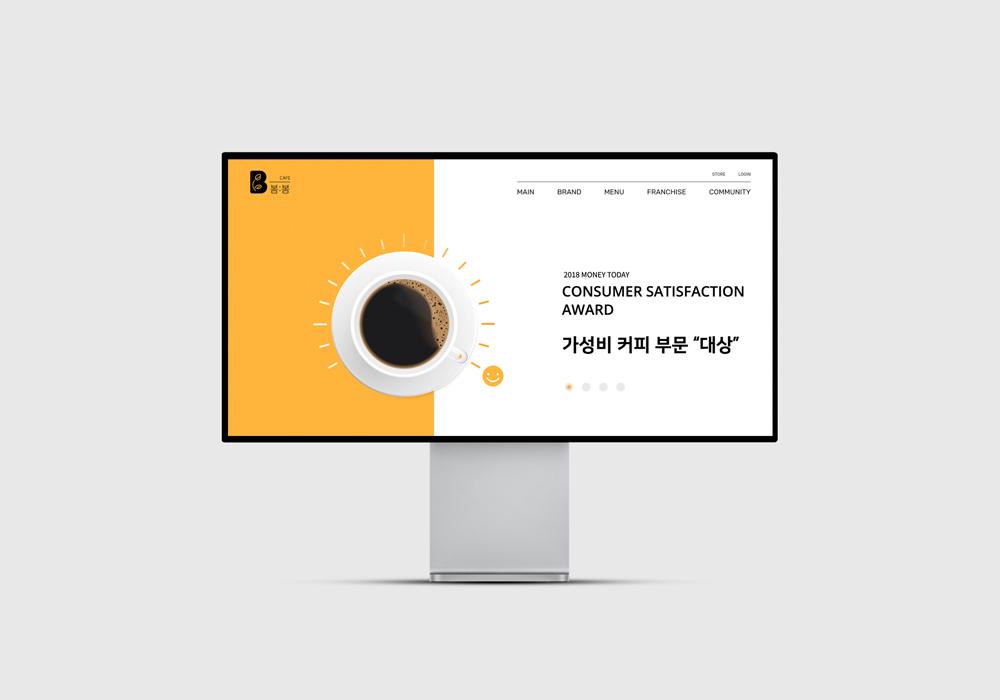 B
CAFE
봄:봄
STORE LOGIN
MAIN BRAND MENU FRANCHISE COMMUNITY
2018 MONEY TODAY
CONSUMER SATISFACTION
AWARD
가성비 커피 부문 “대상”